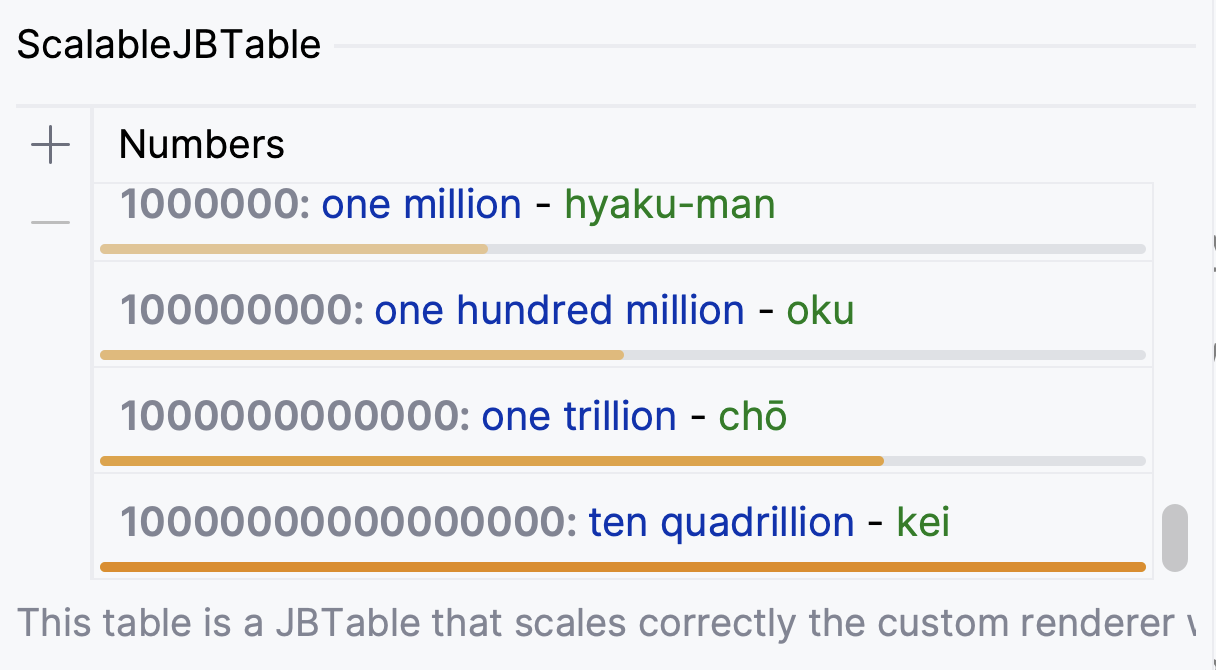 ScalableJBTable
Numbers
1000000: one million - hyaku-man
100000000: one hundred million - oku
1000000000000: one trillion - chō
10000000000000000: ten quadrillion - kei
This table is a JBTable that scales correctly the custom renderer